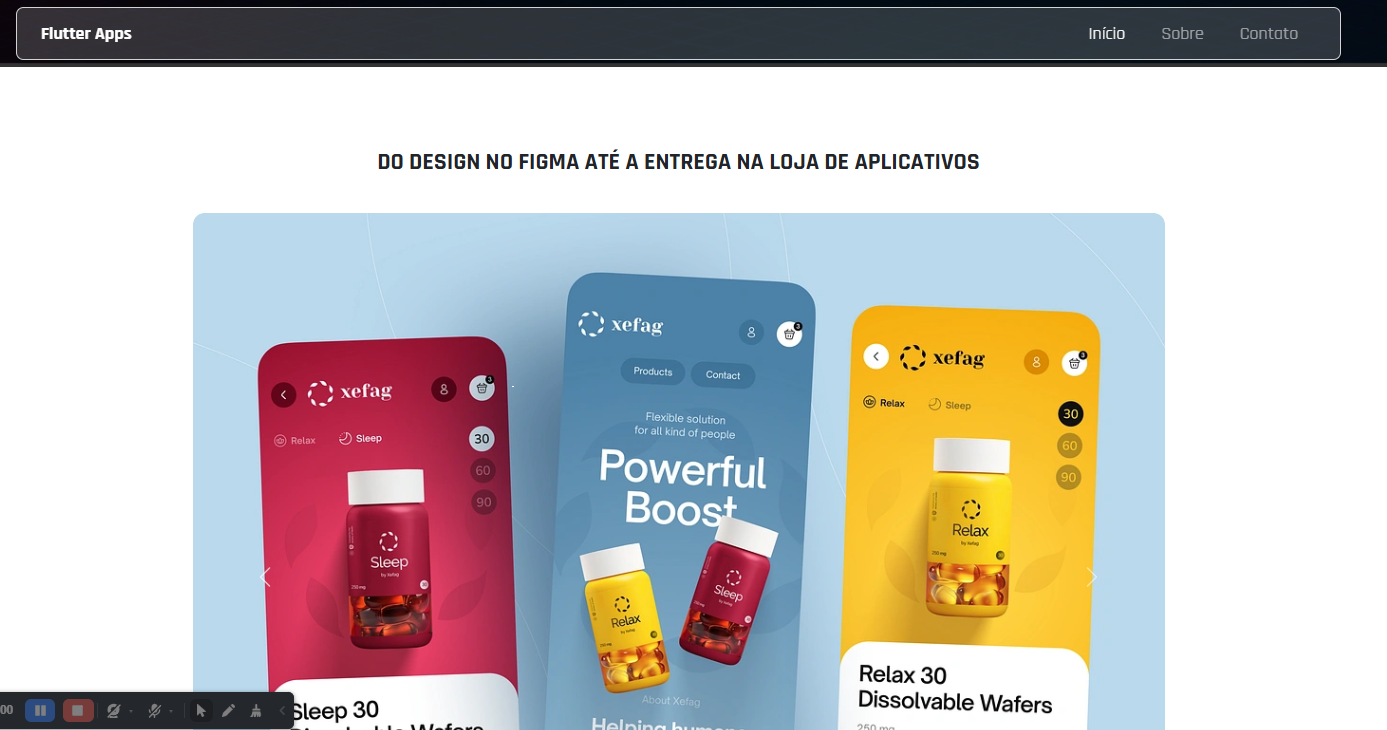 Flutter Apps
Início Sobre Contato
DO DESIGN NO FIGMA ATÉ A ENTREGA NA LOJA DE APLICATIVOS
xefag
Relax Sleep
30
60
90
Sleep
by Xefag
250 mg
30
Sleep 30
xefag
3
Products Contact
Flexible solution
for all kind of people
Powerful
Boost
Relax
by Xefag
Sleep
by Xefag
About Xefag
Helping human
xefag
3
Relax Sleep
30
60
90
Relax
by Xefag
250 mg
Relax 30
Dissolvable Wafers
250 mg
00